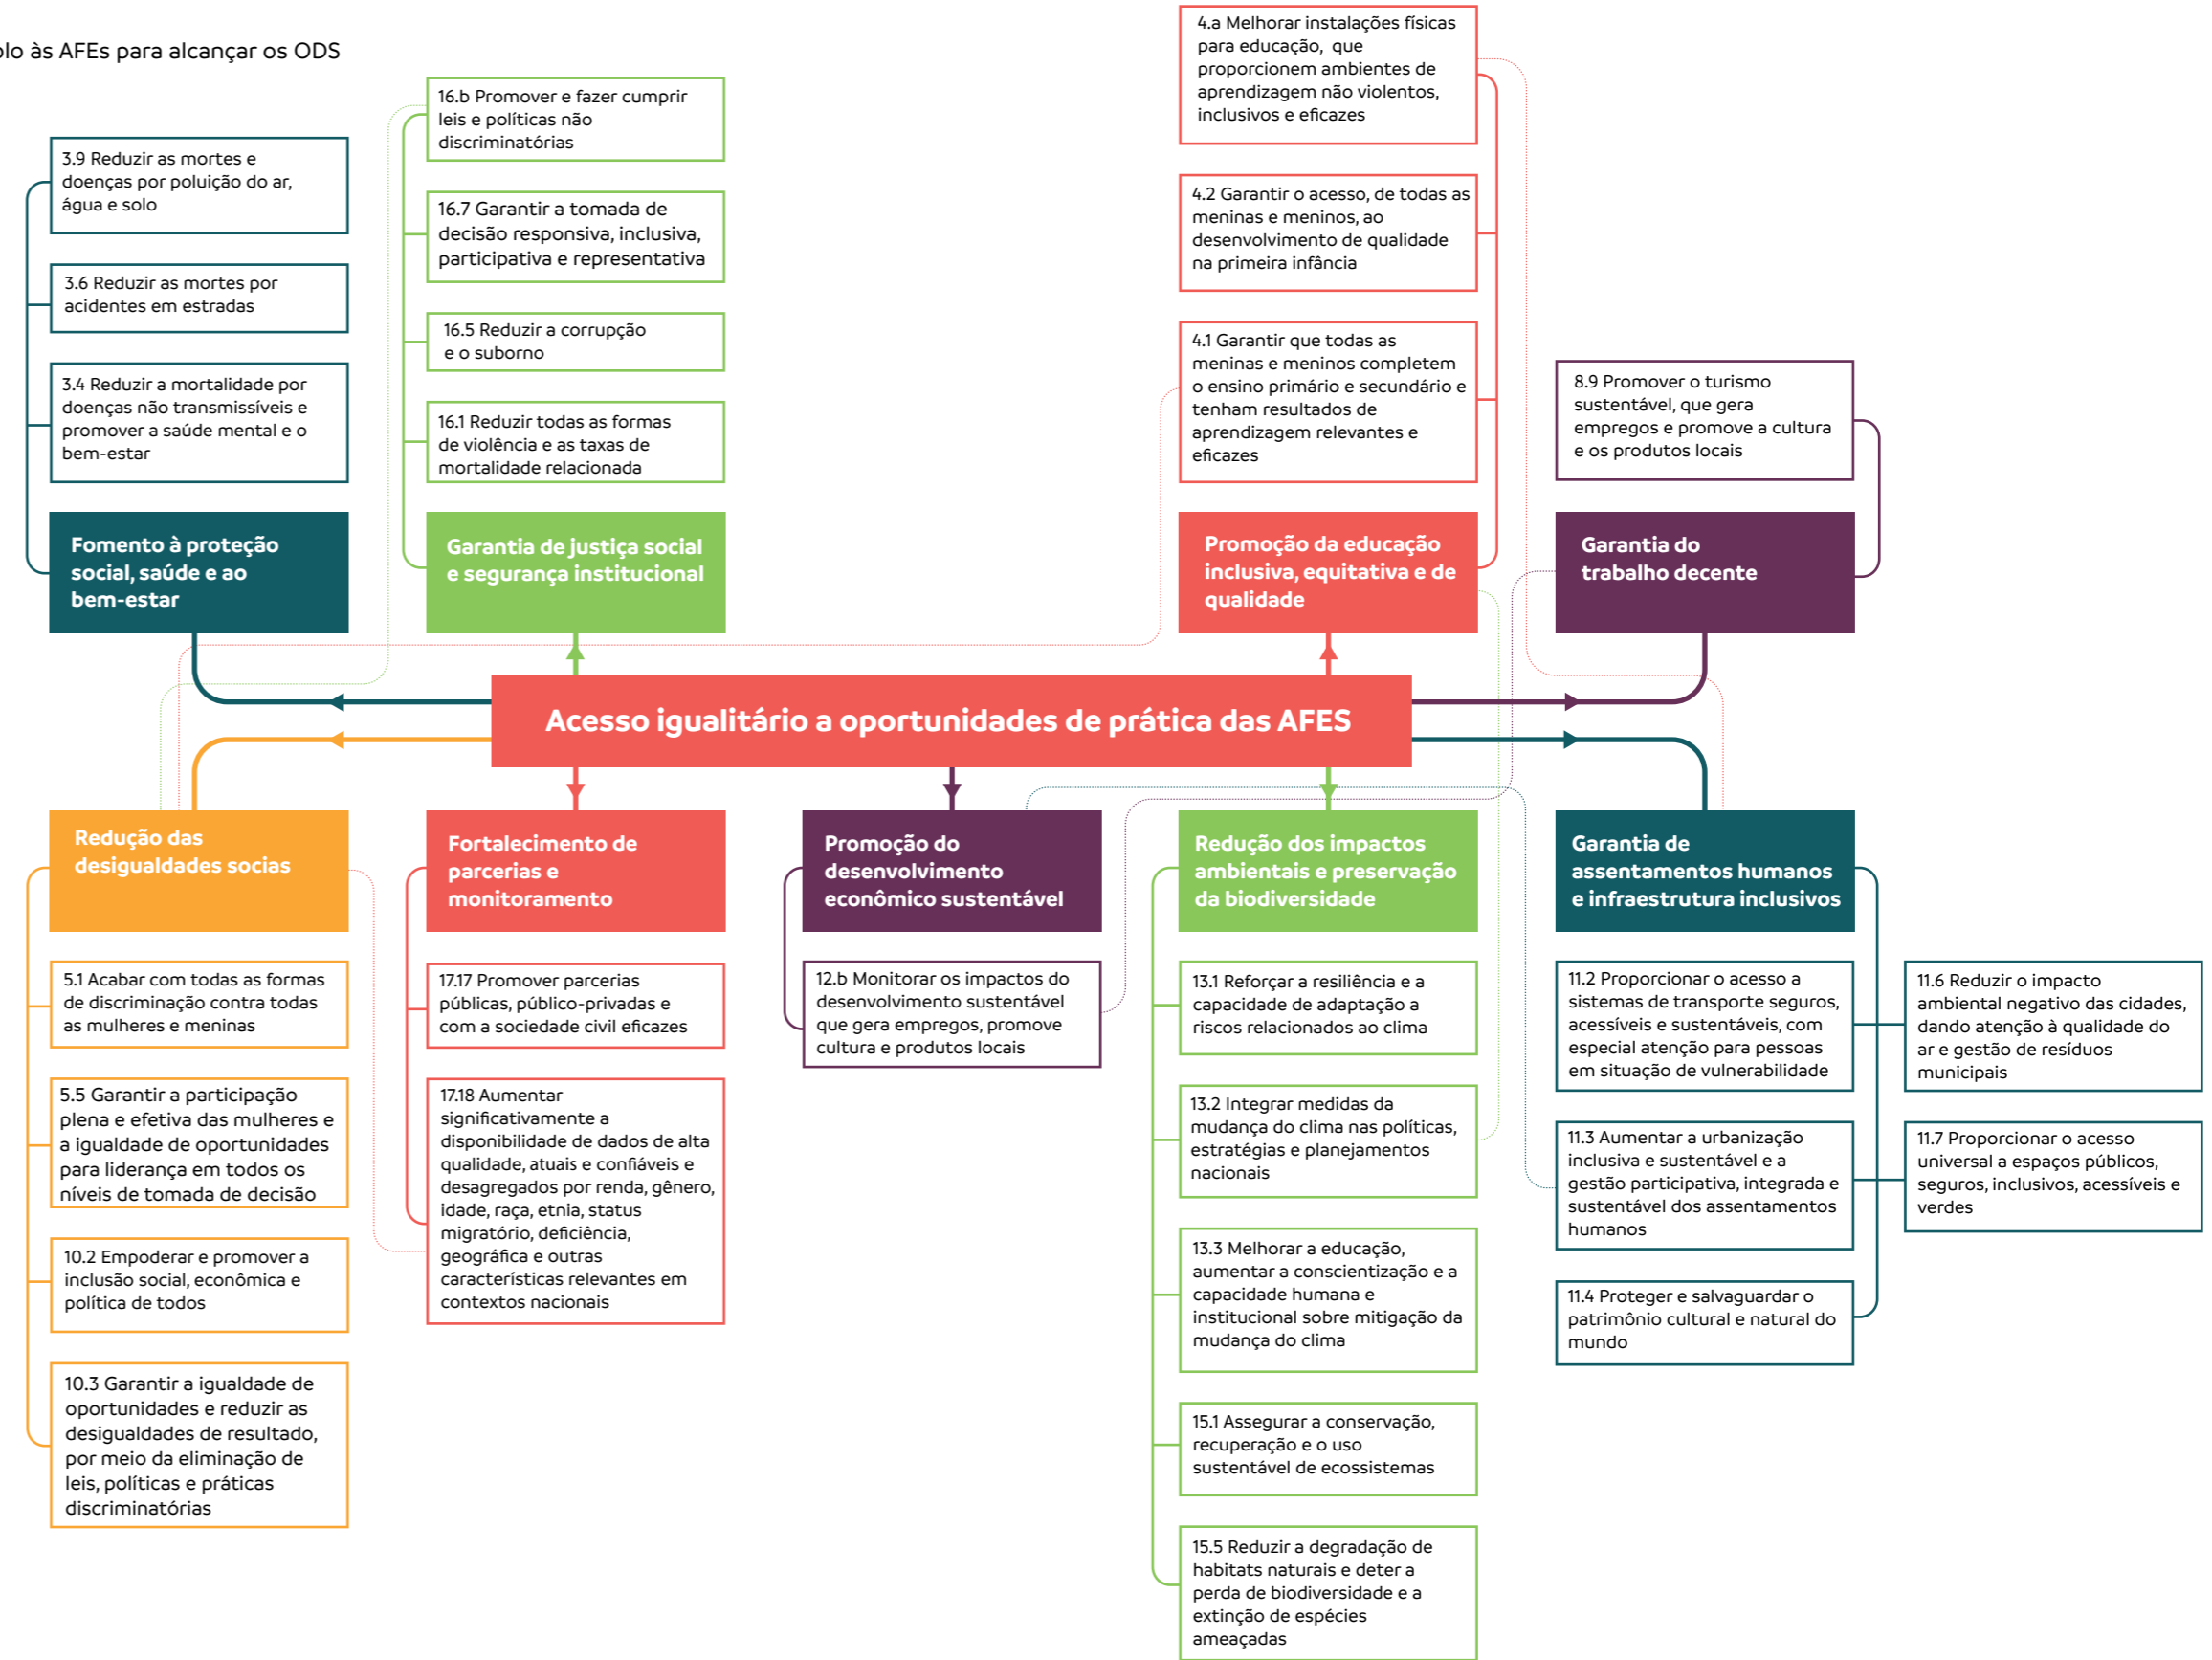 às AFEs para alcançar os ODS
3.9 Reduzir as mortes e
doenças por poluição do ar,
água e solo
3.6 Reduzir as mortes por
acidentes em estradas
3.4 Reduzir a mortalidade por
doenças não transmissíveis e
promover a saúde mental e o
bem-estar
Fomento à proteção
social, saúde e ao
bem-estar
16.b Promover e fazer cumprir
leis e políticas não
discriminatórias
16.7 Garantir a tomada de
decisão responsiva, inclusiva,
participativa e representativa
16.5 Reduzir a corrupção
e o suborno
16.1 Reduzir todas as formas
de violência e as taxas de
mortalidade relacionada
Garantia de justiça social
e segurança institucional
4.a Melhorar instalações físicas
para educação, que
proporcionem ambientes de
aprendizagem não violentos,
inclusivos e eficazes
4.2 Garantir o acesso, de todas as
meninas e meninos, ao
desenvolvimento de qualidade
na primeira infância
4.1 Garantir que todas as
meninas e meninos completem
o ensino primário e secundário e
tenham resultados de
aprendizagem relevantes e
eficazes
Promoção da educação
inclusiva, equitativa e de
qualidade
8.9 Promover o turismo
sustentável, que gera
empregos e promove a cultura
e os produtos locais
Garantia do
trabalho decente
Acesso igualitário a oportunidades de prática das AFES
Redução das
desigualdades socias
5.1 Acabar com todas as formas
de discriminação contra todas
as mulheres e meninas
5.5 Garantir a participação
plena e efetiva das mulheres e
a igualdade de oportunidades
para liderança em todos os
níveis de tomada de decisão
10.2 Empoderar e promover a
inclusão social, econômica e
política de todos
10.3 Garantir a igualdade de
oportunidades e reduzir as
desigualdades de resultado,
por meio da eliminação de
leis, políticas e práticas
discriminatórias
Fortalecimento de
parcerias e
monitoramento
17.17 Promover parcerias
públicas, público-privadas e
com a sociedade civil eficazes
17.18 Aumentar
significativamente a
disponibilidade de dados de alta
qualidade, atuais e confiáveis e
desagregados por renda, gênero,
idade, raça, etnia, status
migratório, deficiência,
geográfica e outras
características relevantes em
contextos nacionais
Promoção do
desenvolvimento
econômico sustentável
12.b Monitorar os impactos do
desenvolvimento sustentável
que gera empregos, promove
cultura e produtos locais
Redução dos impactos
ambientais e preservação
da biodiversidade
13.1 Reforçar a resiliência e a
capacidade de adaptação a
riscos relacionados ao clima
13.2 Integrar medidas da
mudança do clima nas políticas,
estratégias e planejamentos
nacionais
13.3 Melhorar a educação,
aumentar a conscientização e a
capacidade humana e
institucional sobre mitigação da
mudança do clima
15.1 Assegurar a conservação,
recuperação e o uso
sustentável de ecossistemas
15.5 Reduzir a degradação de
habitats naturais e deter a
perda de biodiversidade e a
extinção de espécies
ameaçadas
Garantia de
assentamentos humanos
e infraestrutura inclusivos
11.2 Proporcionar o acesso a
sistemas de transporte seguros,
acessíveis e sustentáveis, com
especial atenção para pessoas
em situação de vulnerabilidade
11.3 Aumentar a urbanização
inclusiva e sustentável e a
gestão participativa, integrada e
sustentável dos assentamentos
humanos
11.4 Proteger e salvaguardar o
patrimônio cultural e natural do
mundo
11.6 Reduzir o impacto
ambiental negativo das cidades,
dando atenção à qualidade do
ar e gestão de resíduos
municipais
11.7 Proporcionar o acesso
universal a espaços públicos,
seguros, inclusivos, acessíveis e
verdes